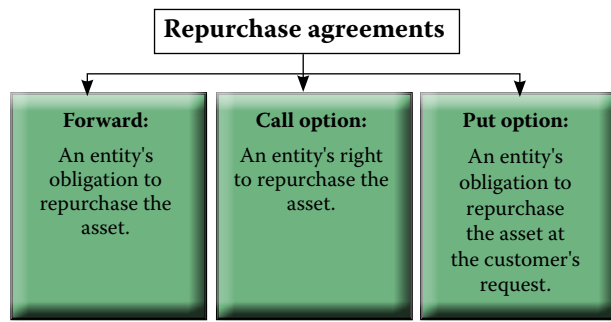 Repurchase agreements
Forward:
An entity's
obligation to
repurchase the
asset.
Call option:
An entity's right
to repurchase the
asset.
Put option:
An entity's
obligation to
repurchase
the asset at
the customer's
request.